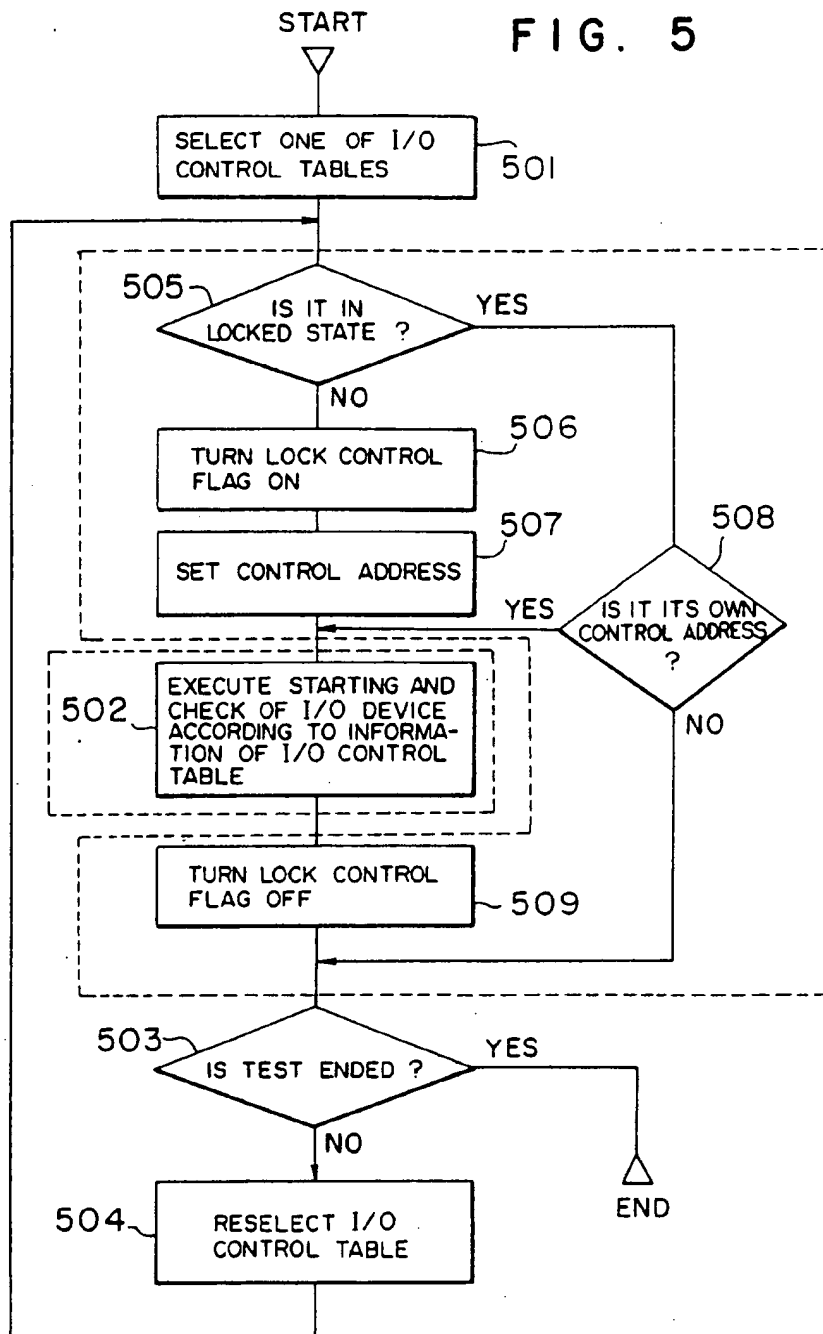 START
FIG. 5
SELECT ONE OF I/O
CONTROL TABLES
501
505
IS IT IN
LOCKED STATE ?
YES
NO
506
TURN LOCK CONTROL
FLAG ON
507
SET CONTROL ADDRESS
508
YES
IS IT ITS OWN
CONTROL ADDRESS
?
NO
502
EXECUTE STARTING AND
CHECK OF I/O DEVICE
ACCORDING TO INFORMA-
TION OF I/O CONTROL
TABLE
TURN LOCK CONTROL
FLAG OFF
509
503
IS TEST ENDED ?
YES
NO
END
504
RESELECT I/O
CONTROL TABLE